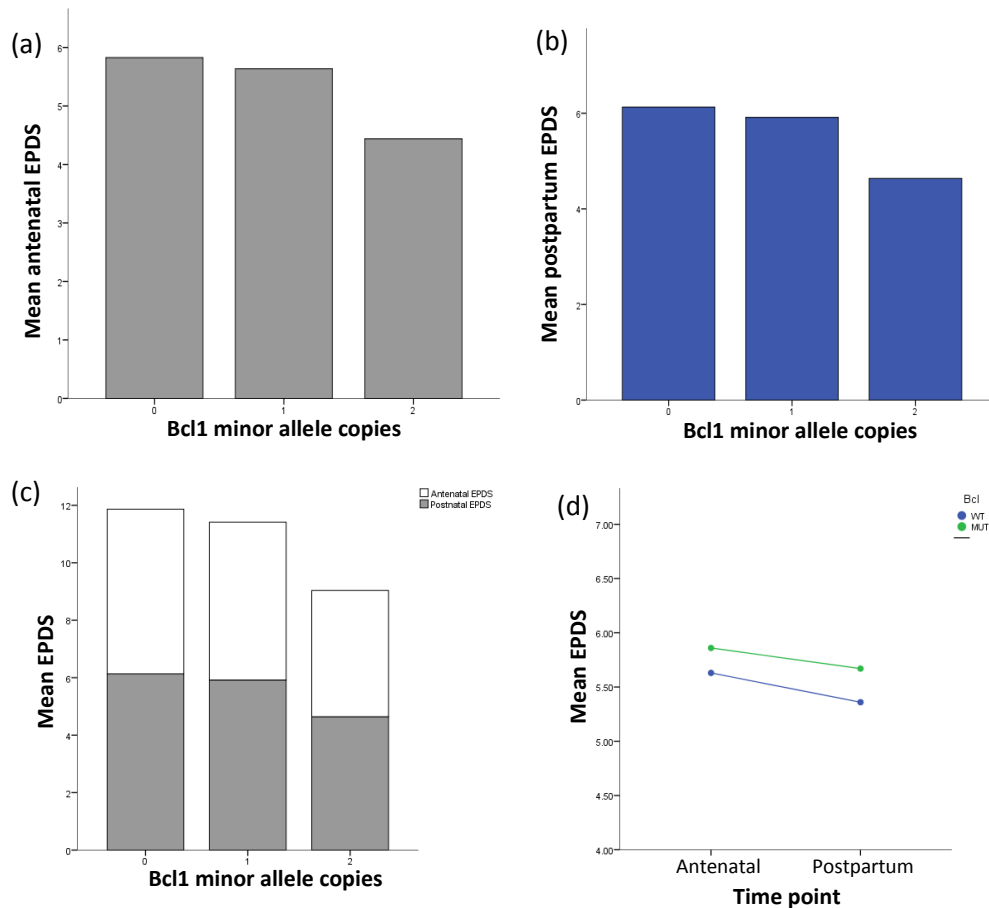 (a)
Mean antenatal EPDS
6
5
4
3
2
1
0
0 1 2
Bcl1 minor allele copies
(b)
Mean postpartum EPDS
6
4
2
0
0 1 2
Bcl1 minor allele copies
(c)
Mean EPDS
12
10
8
6
4
2
0
0 1 2
Bcl1 minor allele copies
Antenatal EPDS
Postnatal EPDS
(d)
Mean EPDS
7.00
6.50
6.00
5.50
5.00
4.50
4.00
Antenatal Postpartum
Time point
Bcl
WT
MUT